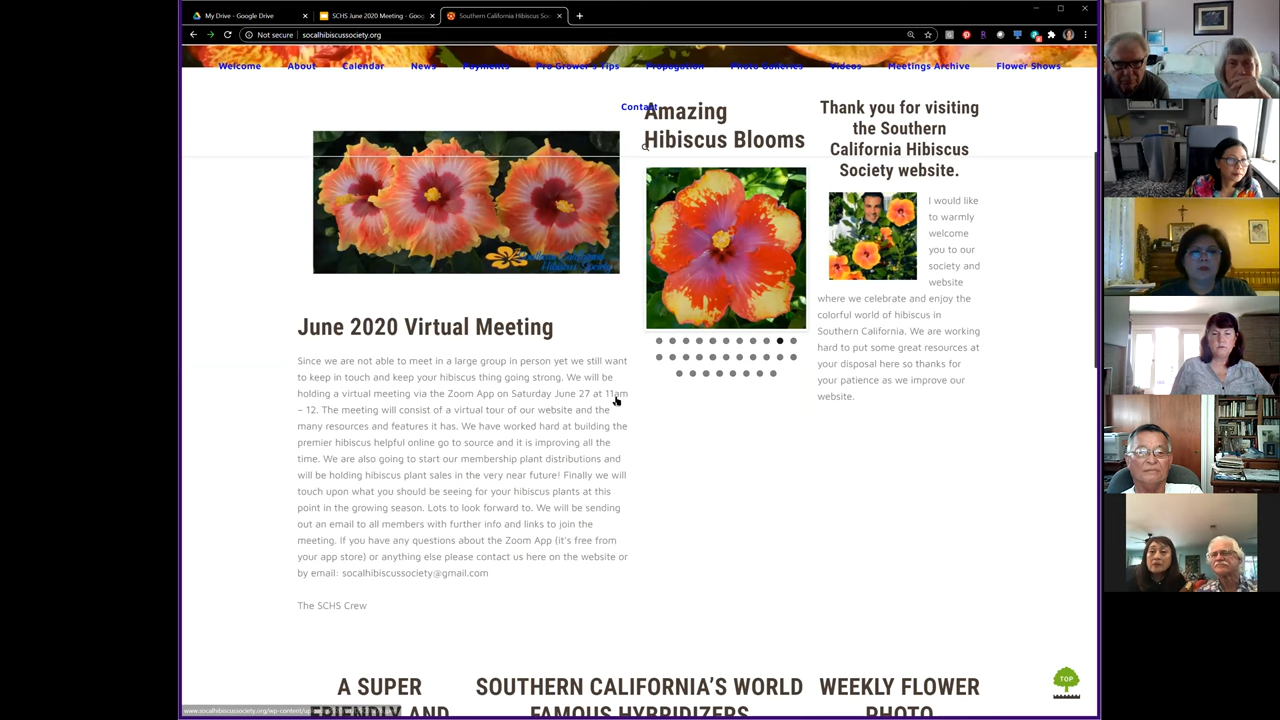 My Drive - Google Drive
SCHS June 2020 Meeting - Goo
Southern California Hibiscus Soc
Not secure | socalhibiscussociety.org
Welcome About Calendar News Payments Pro Grower's Tips Propagation Photo Galleries Videos Meetings Archive Flower Shows
Contact
June 2020 Virtual Meeting
Since we are not able to meet in a large group in person yet we still want
to keep in touch and keep your hibiscus thing going strong. We will be
holding a virtual meeting via the Zoom App on Saturday June 27 at 11am
– 12. The meeting will consist of a virtual tour of our website and the
many resources and features it has. We have worked hard at building the
premier hibiscus helpful online go to source and it is improving all the
time. We are also going to start our membership plant distributions and
will be holding hibiscus plant sales in the very near future! Finally we will
touch upon what you should be seeing for your hibiscus plants at this
point in the growing season. Lots to look forward to. We will be sending
out an email to all members with further info and links to join the
meeting. If you have any questions about the Zoom App (it's free from
your app store) or anything else please contact us here on the website or
by email: socalhibiscussociety@gmail.com
The SCHS Crew
Amazing
Hibiscus Blooms
Thank you for visiting
the Southern
California Hibiscus
Society website.
I would like
to warmly
welcome
you to our
society and
website
where we celebrate and enjoy the
colorful world of hibiscus in
Southern California. We are working
hard to put some great resources at
your disposal here so thanks for
your patience as we improve our
website.
A SUPER
FRIENDLY AND
SOUTHERN CALIFORNIA'S WORLD
FAMOUS HYBRIDIZERS
WEEKLY FLOWER
PHOTO
TOP